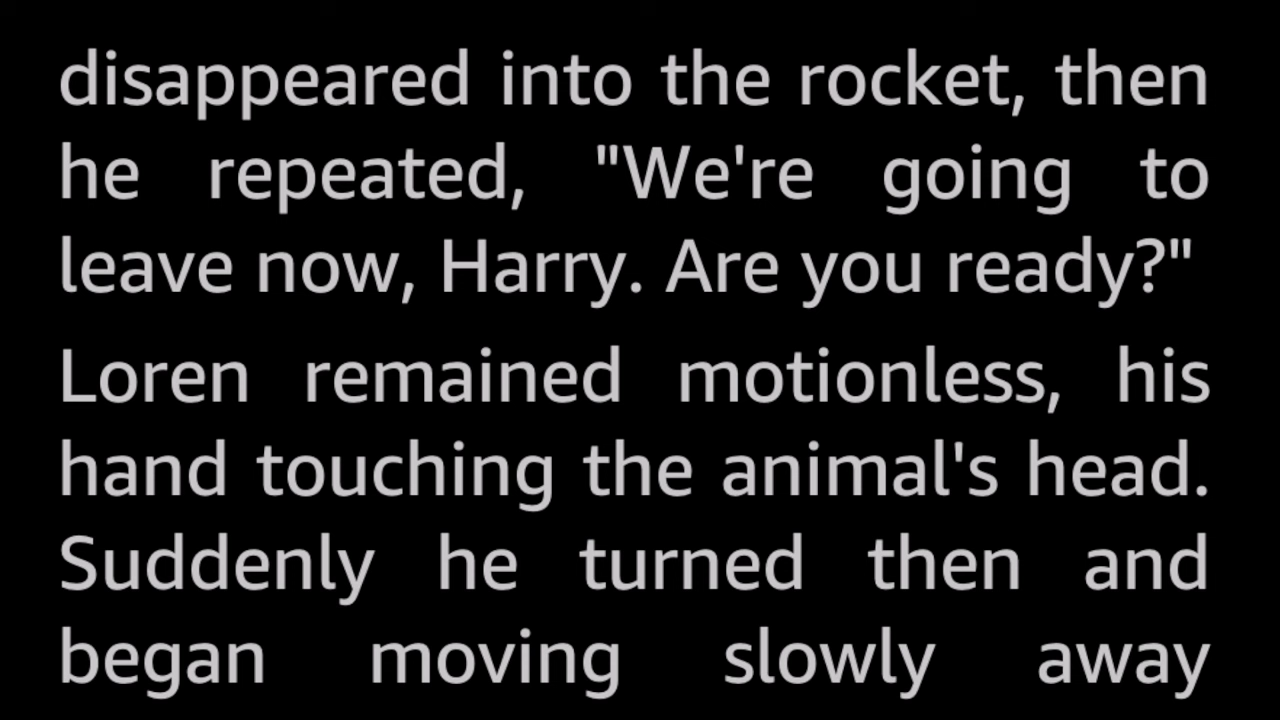 disappeared into the rocket, then
he repeated, "We're going to
leave now, Harry. Are you ready?"
Loren remained motionless, his
hand touching the animal's head.
Suddenly he turned then and
began moving slowly away